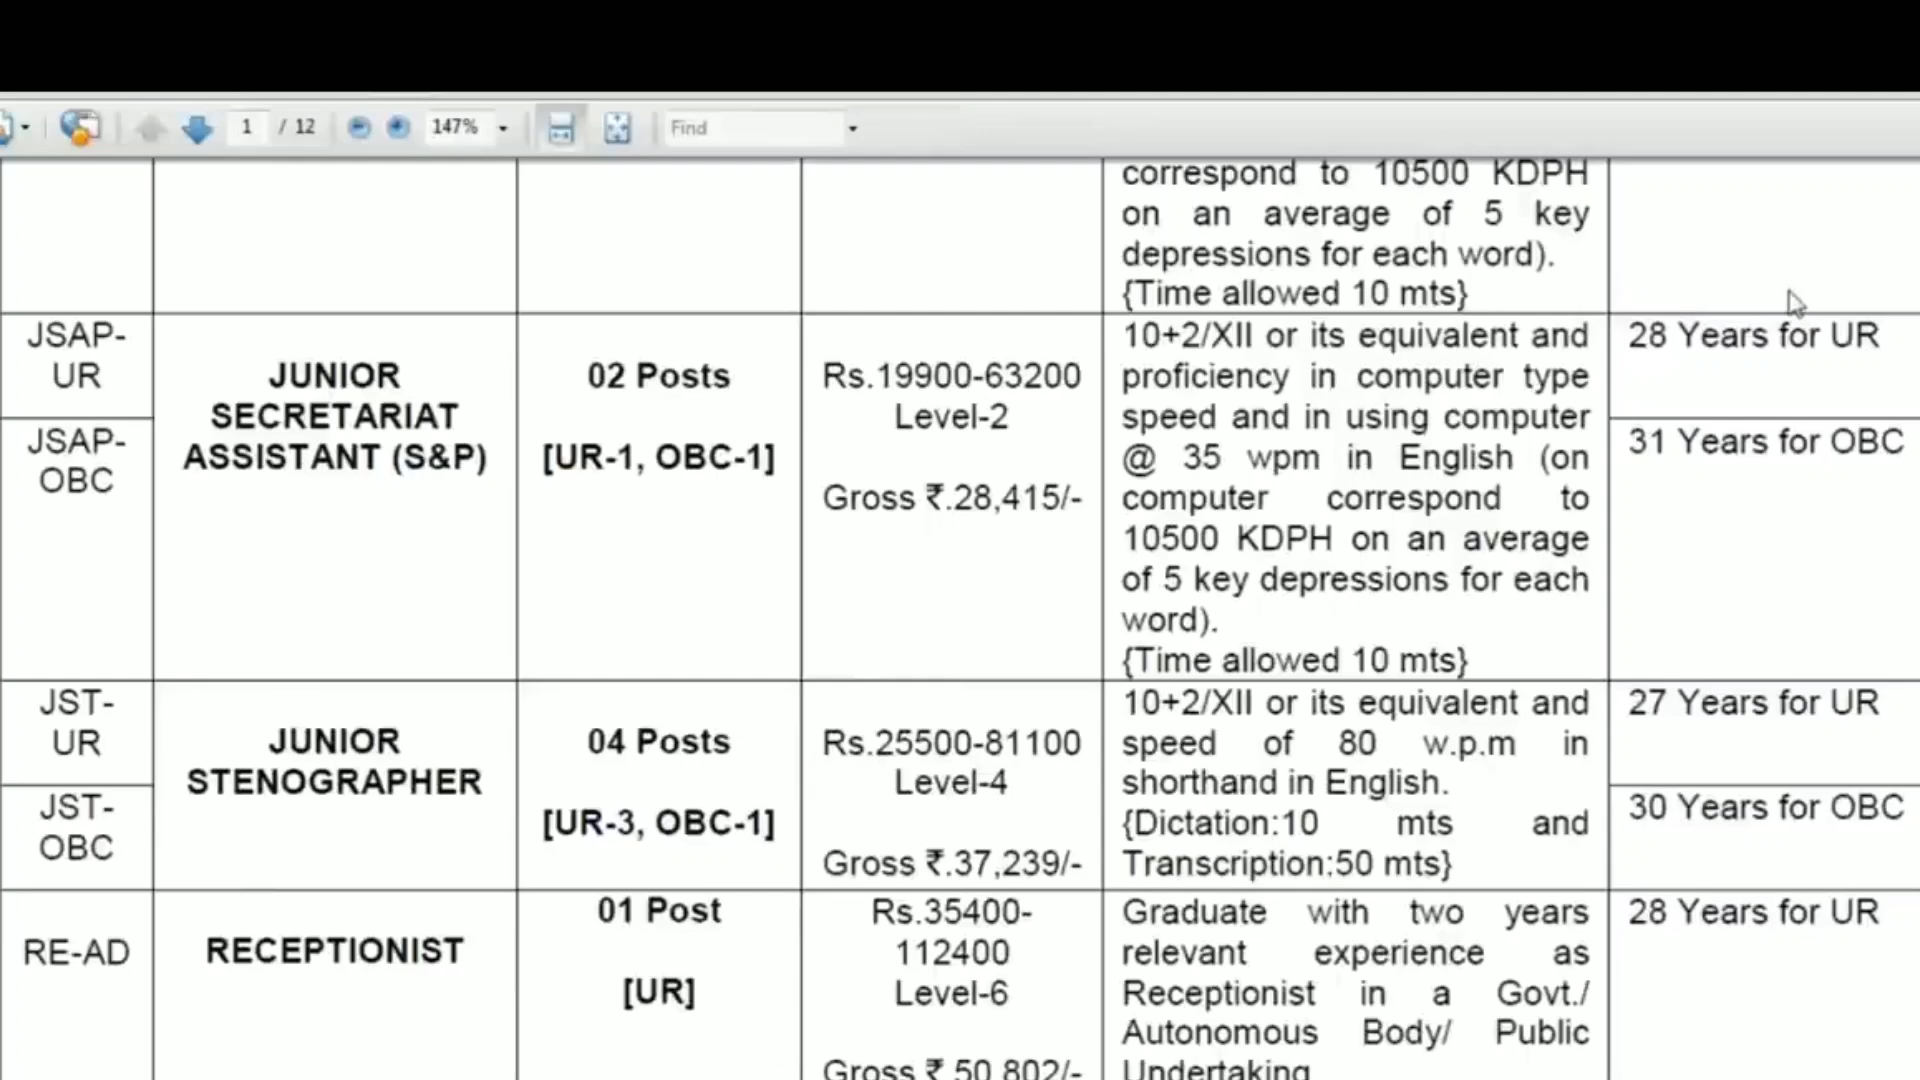 1 / 12 147% Find
correspond to 10500 KDPH
on an average of 5 key
depressions for each word).
{Time allowed 10 mts}
JSAP-
UR
JSAP-
OBC
JUNIOR
SECRETARIAT
ASSISTANT (S&P)
02 Posts
[UR-1, OBC-1]
Rs.19900-63200
Level-2
Gross ₹.28,415/-
10+2/XII or its equivalent and
proficiency in computer type
speed and in using computer
@ 35 wpm in English (on
computer correspond to
10500 KDPH on an average
of 5 key depressions for each
word).
{Time allowed 10 mts}
28 Years for UR
31 Years for OBC
JST-
UR
JST-
OBC
JUNIOR
STENOGRAPHER
04 Posts
[UR-3, OBC-1]
Rs.25500-81100
Level-4
Gross ₹.37,239/-
10+2/XII or its equivalent and
speed of 80 w.p.m in
shorthand in English.
{Dictation:10 mts and
Transcription:50 mts}
27 Years for UR
30 Years for OBC
RE-AD
RECEPTIONIST
01 Post
[UR]
Rs.35400-
112400
Level-6
Gross ₹.50,802/-
Graduate with two years
relevant experience as
Receptionist in a Govt./
Autonomous Body/ Public
Undertaking
28 Years for UR